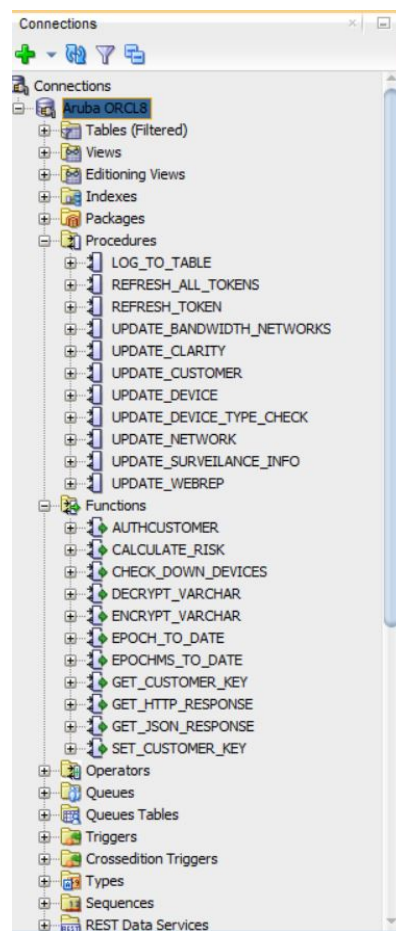 Connections
Connections
Aruba ORCL8
Tables (Filtered)
Views
Editioning Views
Indexes
Packages
Procedures
LOG_TO_TABLE
REFRESH_ALL_TOKENS
REFRESH_TOKEN
UPDATE_BANDWIDTH_NETWORKS
UPDATE_CLARITY
UPDATE_CUSTOMER
UPDATE_DEVICE
UPDATE_DEVICE_TYPE_CHECK
UPDATE_NETWORK
UPDATE_SURVEILANCE_INFO
UPDATE_WEBREP
Functions
AUTHCUSTOMER
CALCULATE_RISK
CHECK_DOWN_DEVICES
DECRYPT_VARCHAR
ENCRYPT_VARCHAR
EPOCH_TO_DATE
EPOCHMS_TO_DATE
GET_CUSTOMER_KEY
GET_HTTP_RESPONSE
GET_JSON_RESPONSE
SET_CUSTOMER_KEY
Operators
Queues
Queues Tables
Triggers
Crossedition Triggers
Types
Sequences
REST Data Services